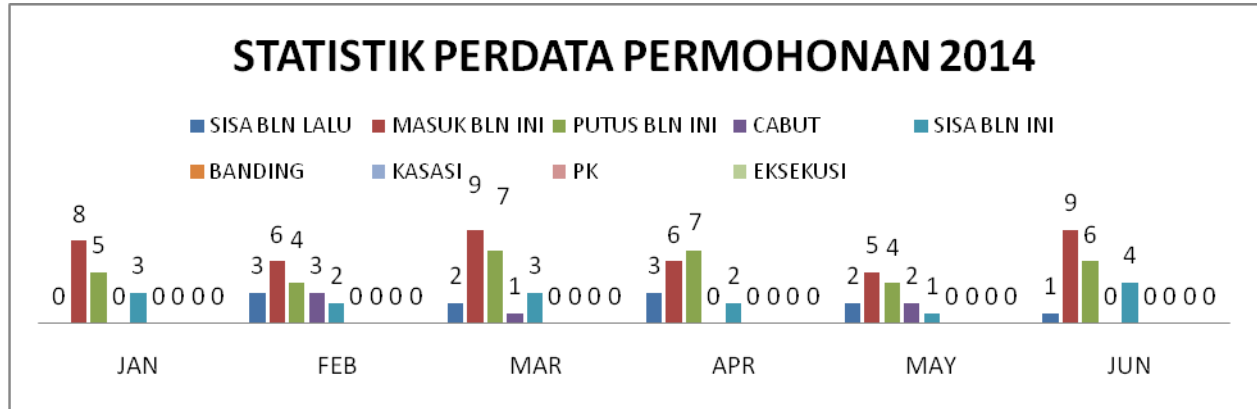 STATISTIK PERDATA PERMOHONAN 2014
SISA BLN LALU MASUK BLN INI PUTUS BLN INI CABUT SISA BLN INI
BANDING KASASI PK EKSEKUSI
0 8 5 0 3 0 0 0 0
3 6 4 3 2 0 0 0 0
2 9 7 1 3 0 0 0 0
3 6 7 0 2 0 0 0 0
2 5 4 2 1 0 0 0 0
1 9 6 0 4 0 0 0 0
JAN FEB MAR APR MAY JUN